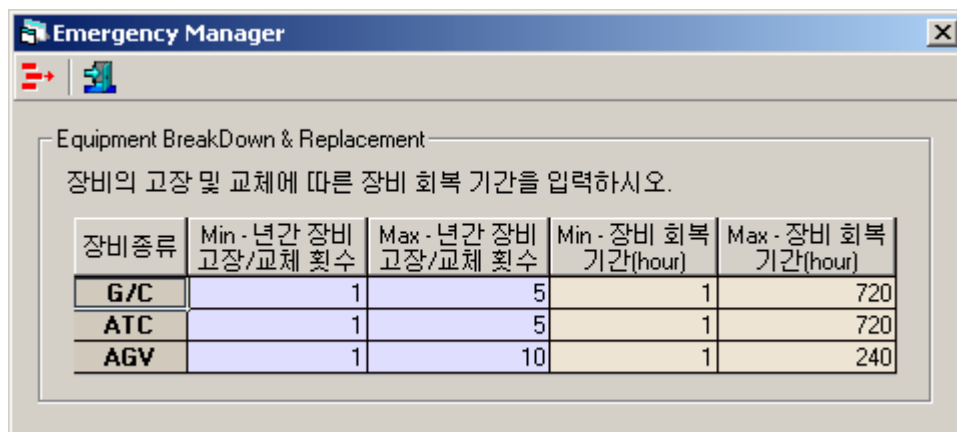 Emergency Manager
Equipment BreakDown & Replacement
장비의 고장 및 교체에 따른 장비 회복 기간을 입력하시오.
장비종류 Min - 년간 장비 고장/교체 횟수 Max - 년간 장비 고장/교체 횟수 Min - 장비 회복 기간(hour) Max - 장비 회복 기간(hour)
G/C 1 5 1 720
ATC 1 5 1 720
AGV 1 10 1 240